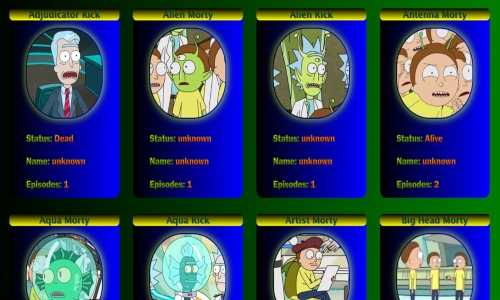 Adjudicator Rick
Alien Morty
Alien Rick
Antenna Morty
Status: Dead
Status: unknown
Status: unknown
Status: Alive
Name: unknown
Name: unknown
Name: unknown
Name: unknown
Episodes: 1
Episodes: 1
Episodes: 1
Episodes: 2
Aqua Morty
Aqua Rick
Artist Morty
Big Head Morty